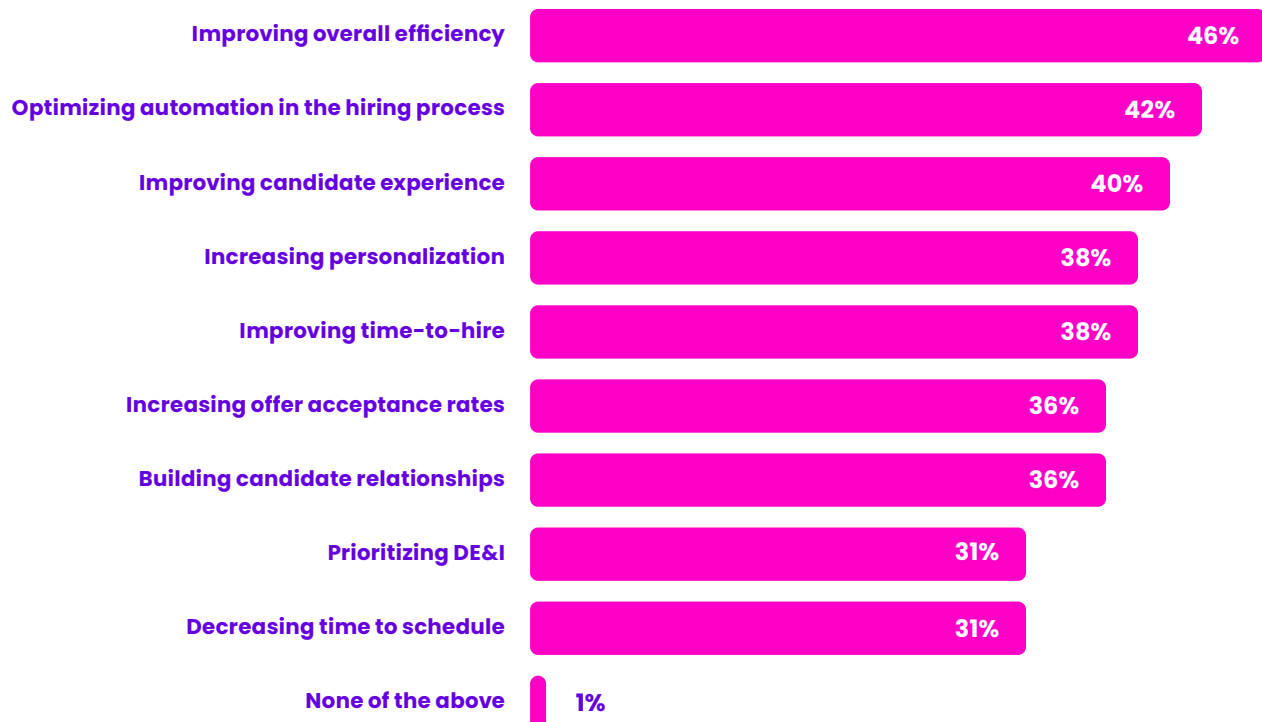 Improving overall efficiency 46%
Optimizing automation in the hiring process 42%
Improving candidate experience 40%
Increasing personalization 38%
Improving time-to-hire 38%
Increasing offer acceptance rates 36%
Building candidate relationships 36%
Prioritizing DE&I 31%
Decreasing time to schedule 31%
None of the above 1%